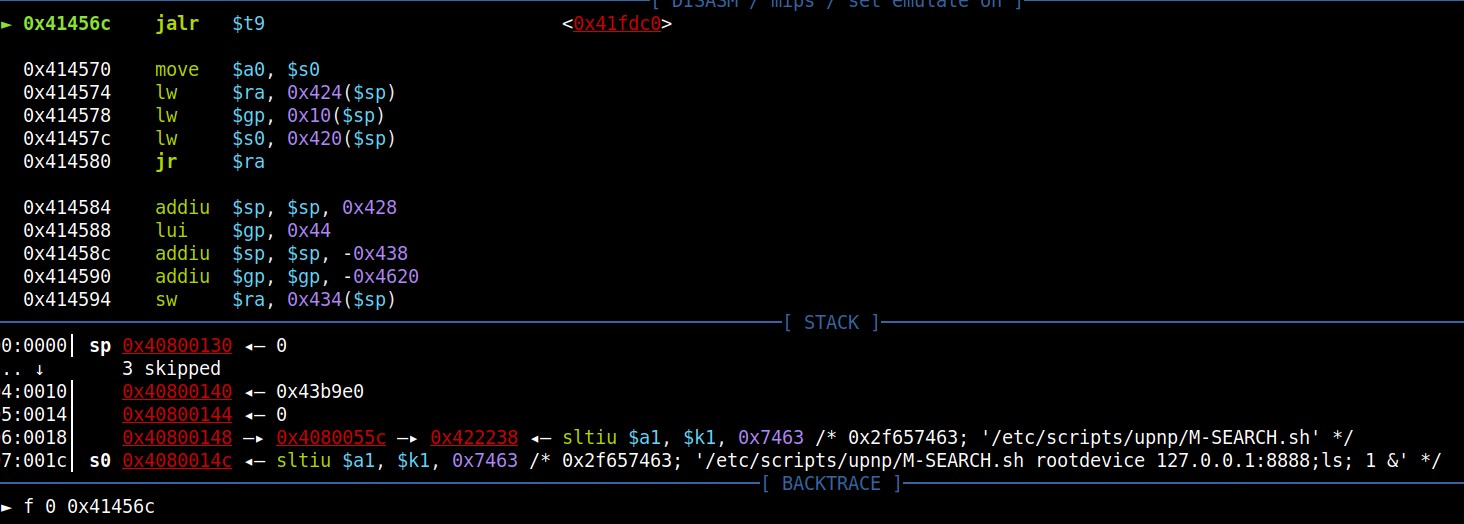 [ DISASM / mips / set emulate on ]
► 0x41456c jalr $t9 <0x41fdc0>
0x414570 move $a0, $s0
0x414574 lw $ra, 0x424($sp)
0x414578 lw $gp, 0x10($sp)
0x41457c lw $s0, 0x420($sp)
0x414580 jr $ra
0x414584 addiu $sp, $sp, 0x428
0x414588 lui $gp, 0x44
0x41458c addiu $sp, $sp, -0x438
0x414590 addiu $gp, $gp, -0x4620
0x414594 sw $ra, 0x434($sp)
[ STACK ]
0:0000│ sp 0x40800130 ◂— 0
.. ↓ 3 skipped
4:0010│ 0x40800140 ◂— 0x43b9e0
5:0014│ 0x40800144 ◂— 0
6:0018│ 0x40800148 —▸ 0x4080055c —▸ 0x422238 ◂— sltiu $a1, $k1, 0x7463 /* 0x2f657463; '/etc/scripts/upnp/M-SEARCH.sh' */
7:001c│ s0 0x4080014c ◂— sltiu $a1, $k1, 0x7463 /* 0x2f657463; '/etc/scripts/upnp/M-SEARCH.sh rootdevice 127.0.0.1:8888;ls; 1 &' */
[ BACKTRACE ]
► f 0 0x41456c